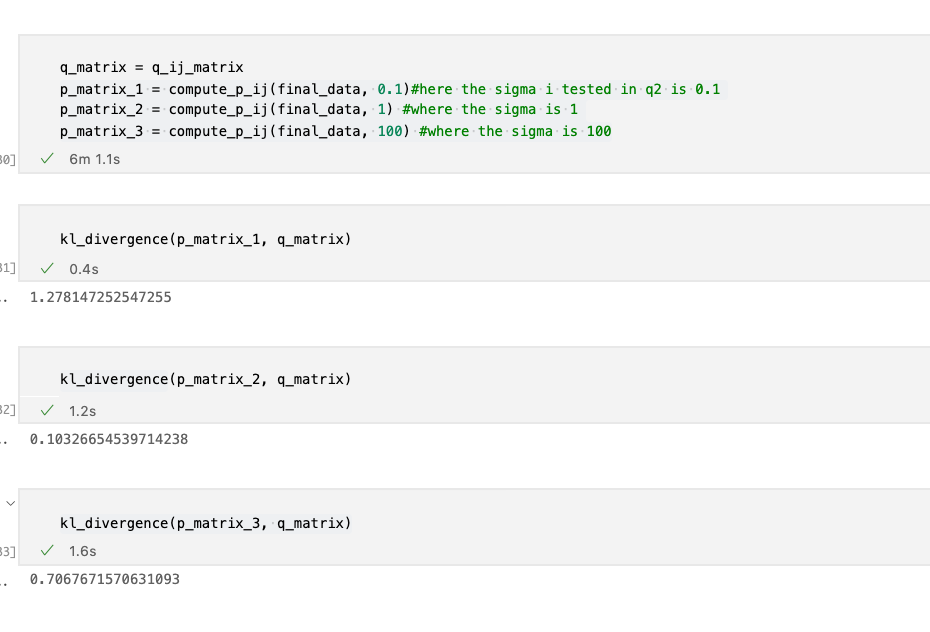 q_matrix = q_ij_matrix
p_matrix_1 = compute_p_ij(final_data, 0.1)#here the sigma i tested in q2 is 0.1
p_matrix_2 = compute_p_ij(final_data, 1) #where the sigma is 1
p_matrix_3 = compute_p_ij(final_data, 100) #where the sigma is 100
30] ✓ 6m 1.1s
kl_divergence(p_matrix_1, q_matrix)
31] ✓ 0.4s
.. 1.278147252547255
kl_divergence(p_matrix_2, q_matrix)
32] ✓ 1.2s
.. 0.10326654539714238
kl_divergence(p_matrix_3, q_matrix)
33] ✓ 1.6s
.. 0.7067671570631093